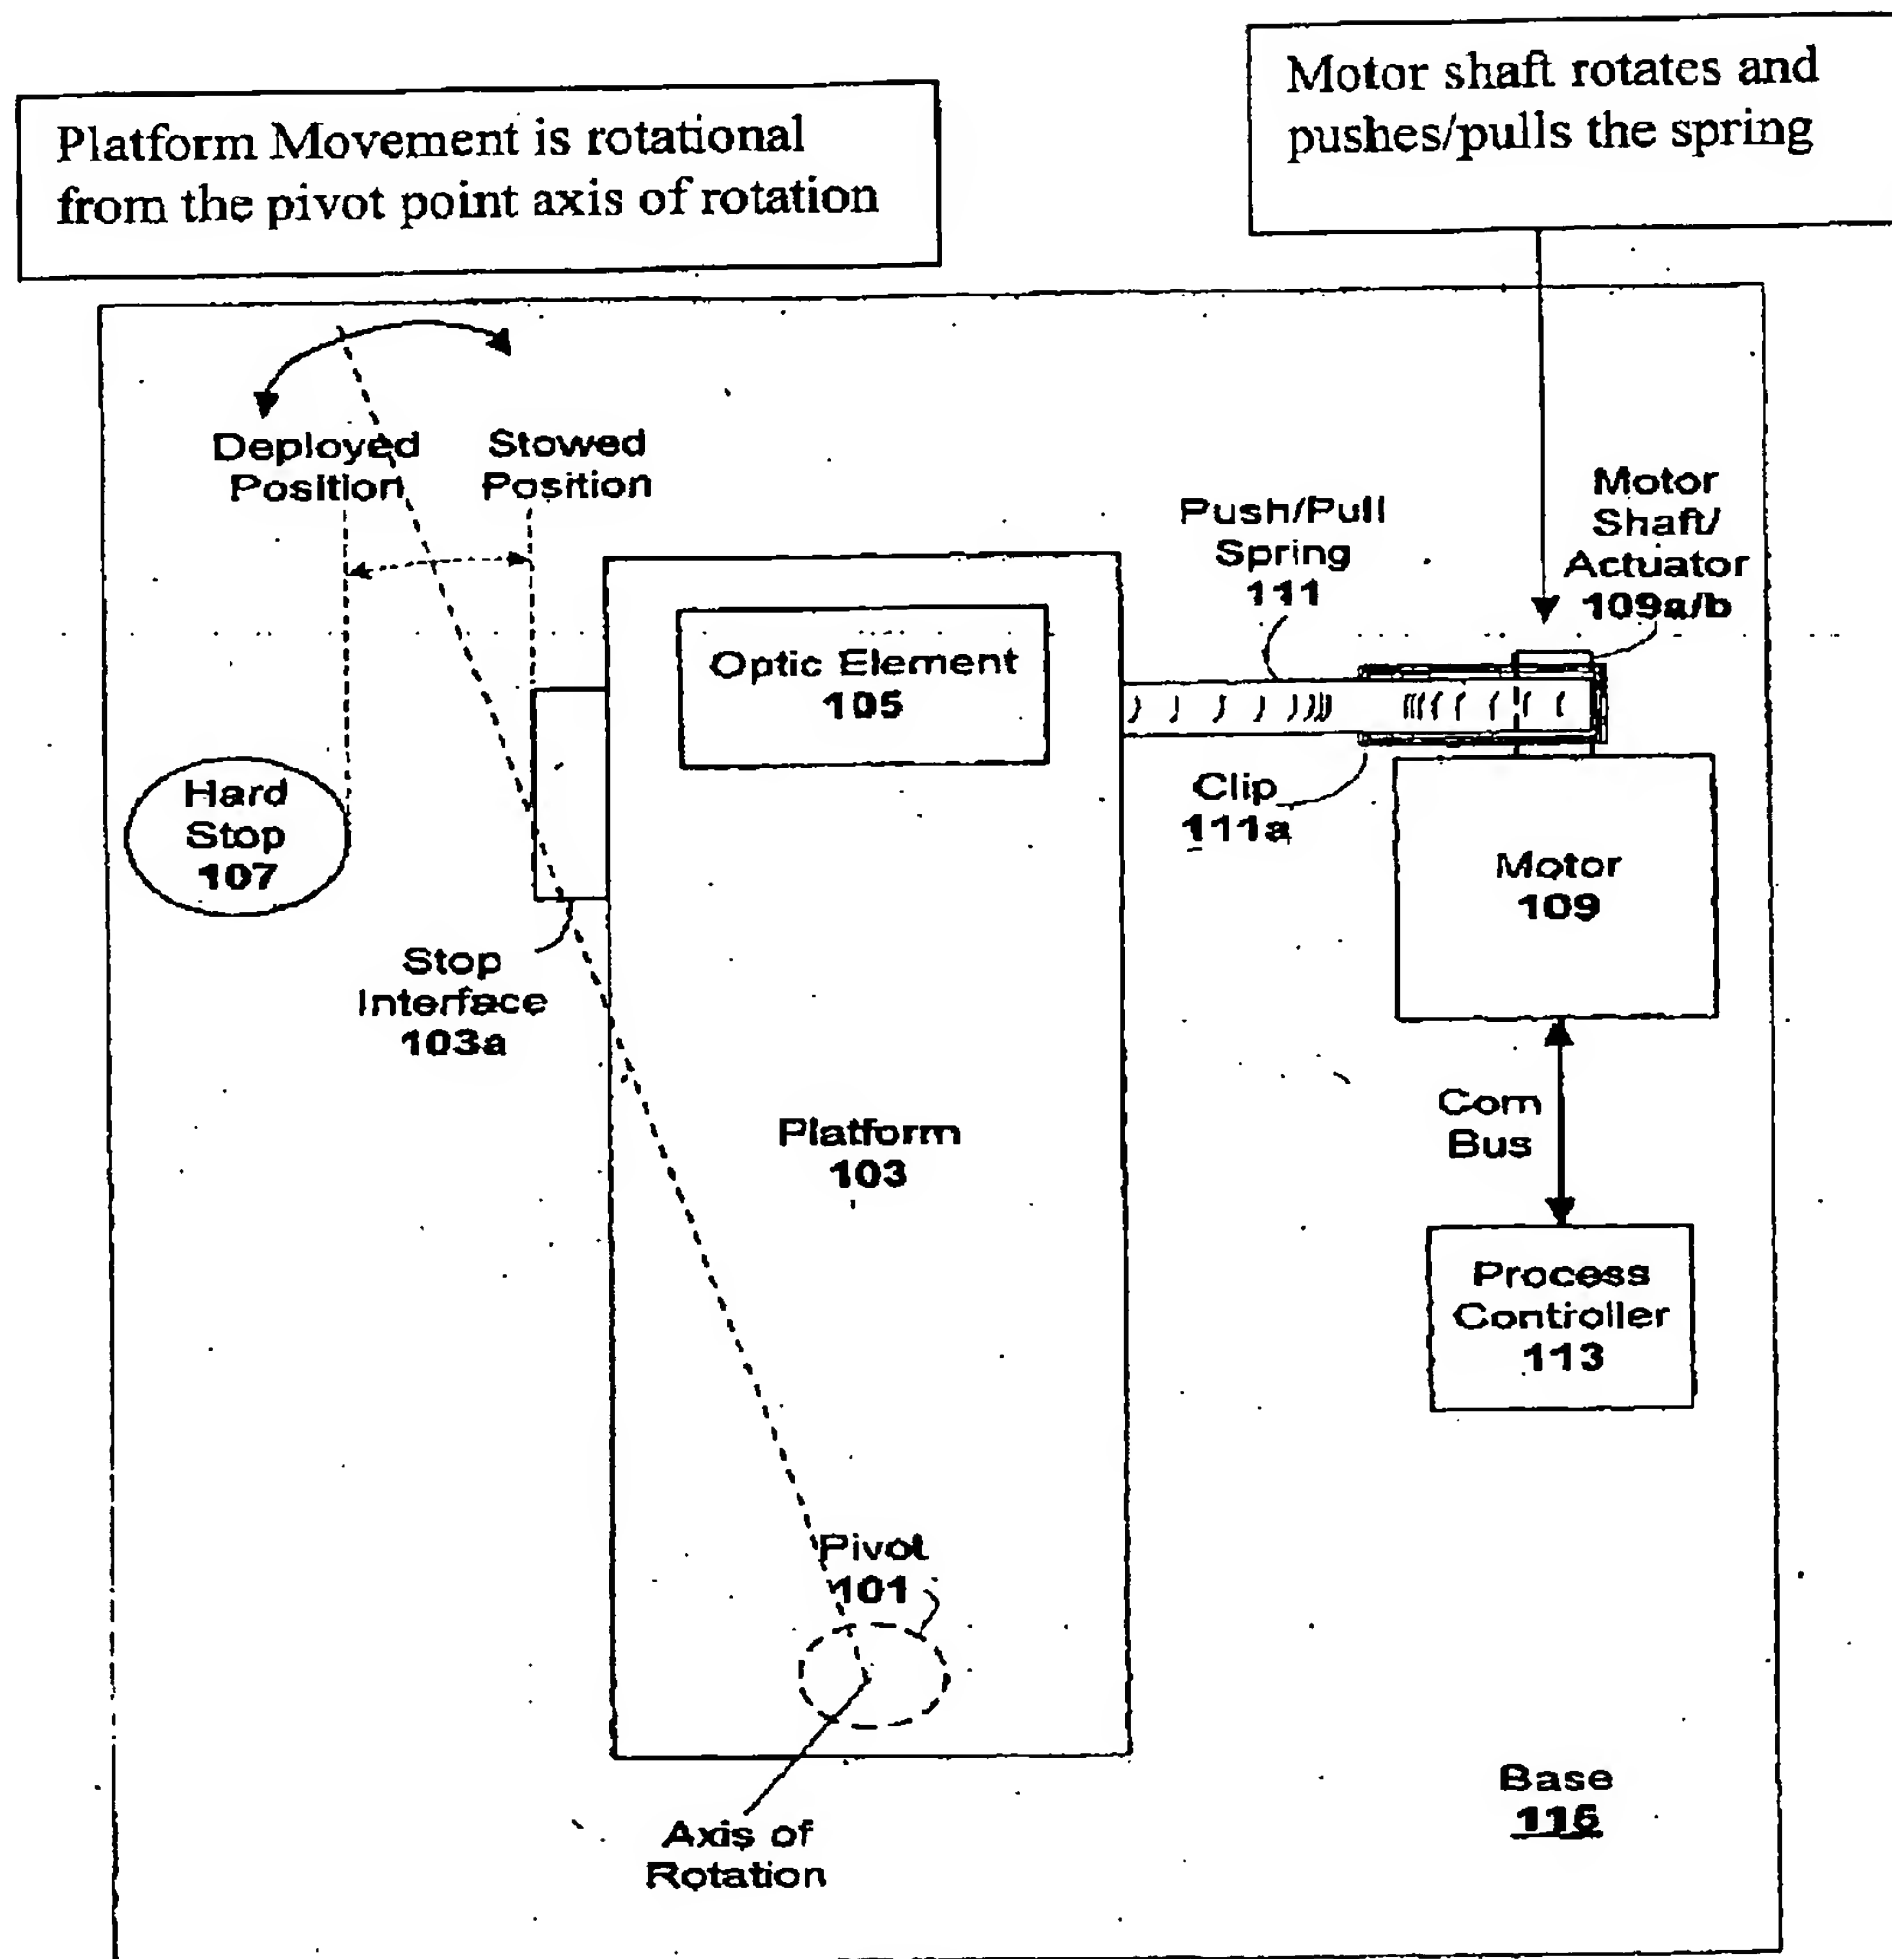 Platform Movement is rotational
from the pivot point axis of rotation
Motor shaft rotates and
pushes/pulls the spring
Deployed
Position
Stowed
Position
Push/Pull
Spring
111
Motor
Shaft/
Actuator
109a/b
Optic Element
105
Hard
Stop
107
Clip
111a
Motor
109
Stop
Interface
103a
Com
Bus
Platform
103
Process
Controller
113
Pivot
101
Axis of
Rotation
Base
115